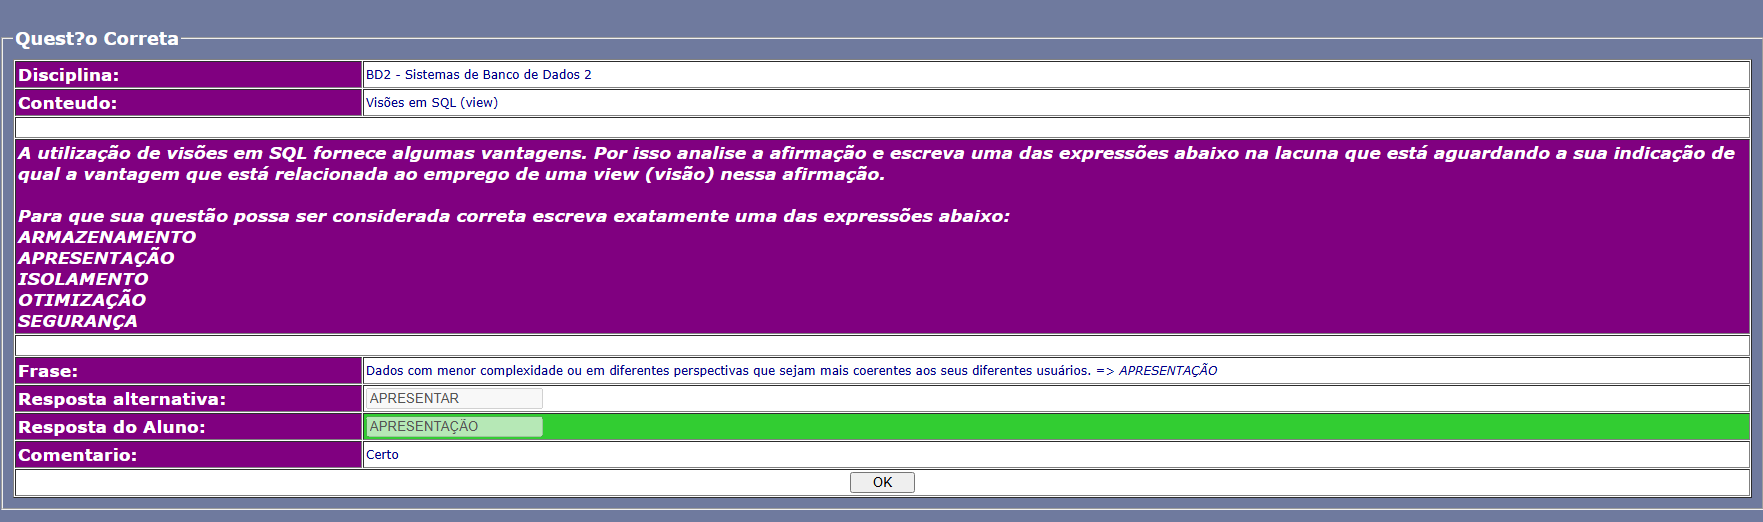 Quest?o Correta
Disciplina: BD2 - Sistemas de Banco de Dados 2
Conteudo: Visões em SQL (view)
A utilização de visões em SQL fornece algumas vantagens. Por isso analise a afirmação e escreva uma das expressões abaixo na lacuna que está aguardando a sua indicação de
qual a vantagem que está relacionada ao emprego de uma view (visão) nessa afirmação.
Para que sua questão possa ser considerada correta escreva exatamente uma das expressões abaixo:
ARMAZENAMENTO
APRESENTAÇÃO
ISOLAMENTO
OTIMIZAÇÃO
SEGURANÇA
Frase: Dados com menor complexidade ou em diferentes perspectivas que sejam mais coerentes aos seus diferentes usuários. => APRESENTAÇÃO
Resposta alternativa: APRESENTAR
Resposta do Aluno: APRESENTAÇÃO
Comentario: Certo
OK